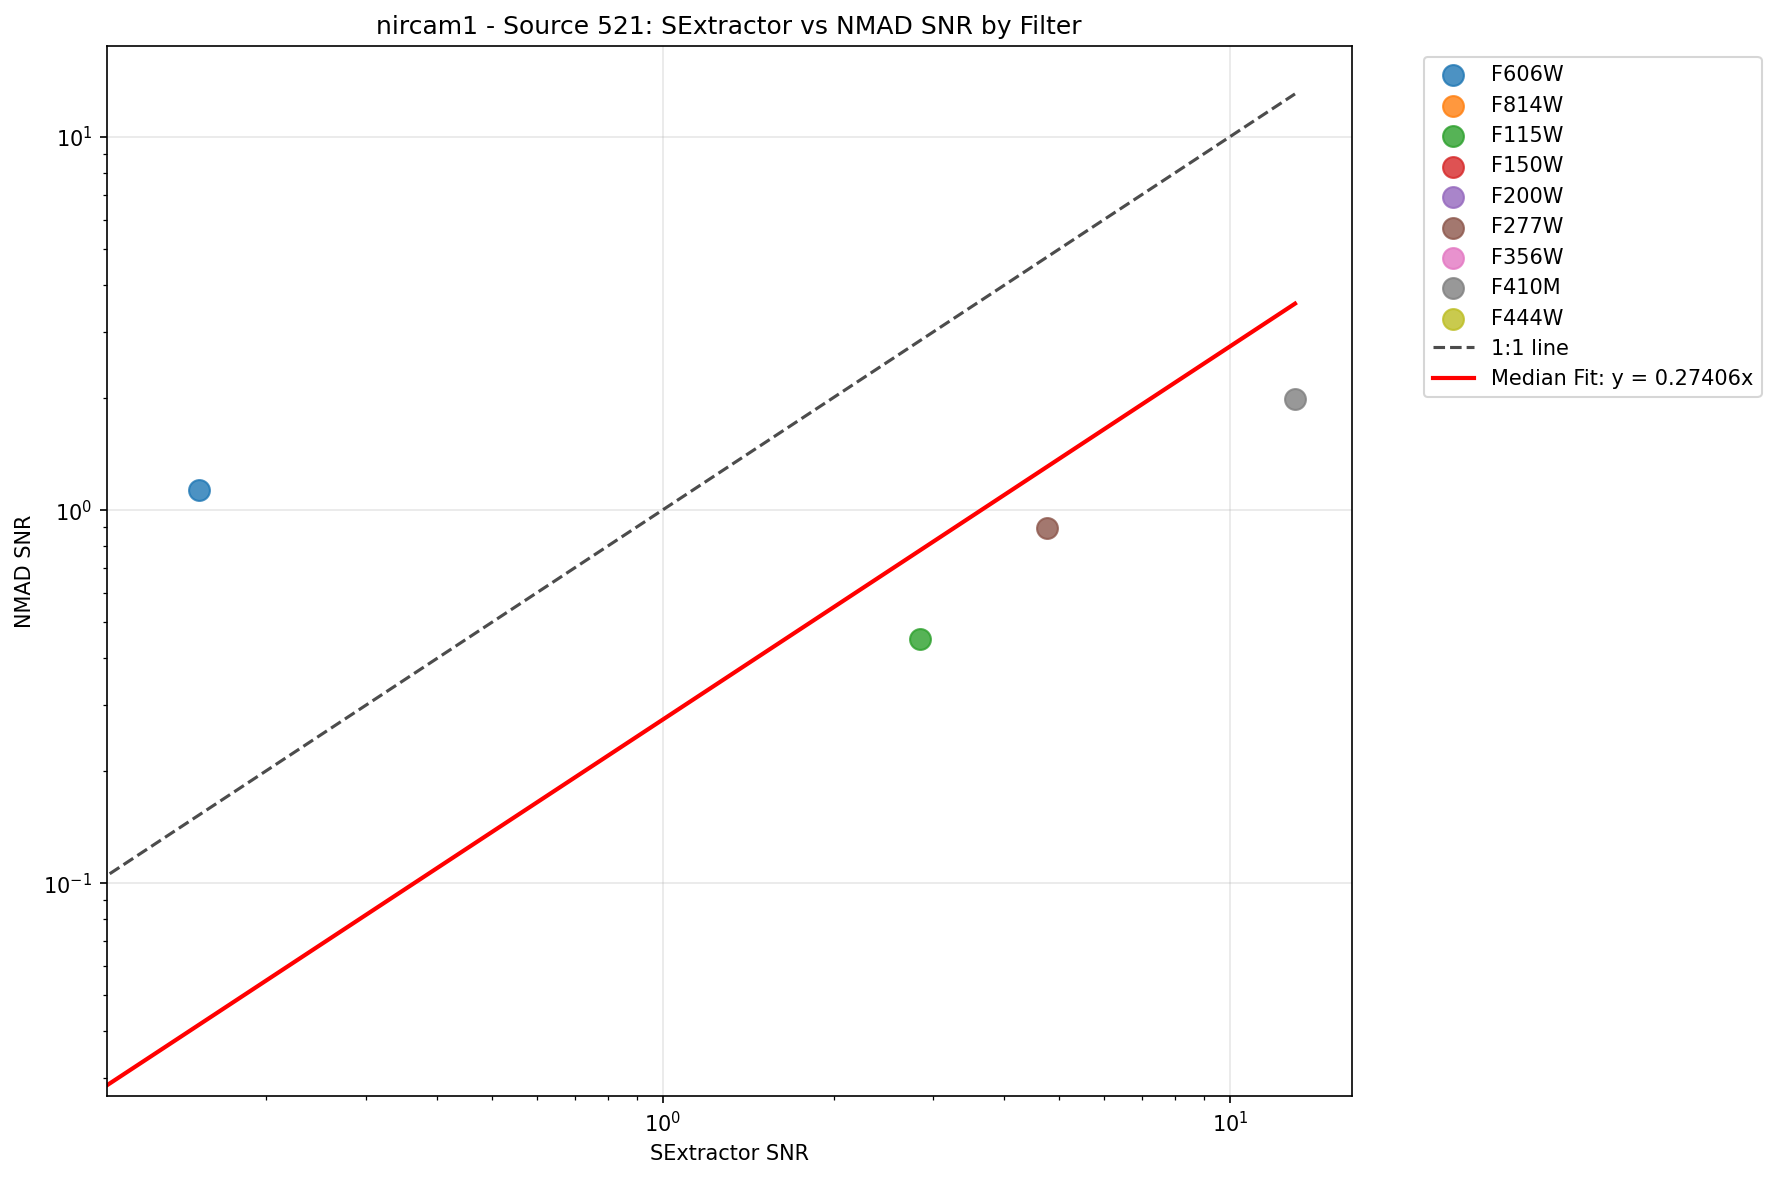 nircam1 - Source 521: SExtractor vs NMAD SNR by Filter
F606W
F814W
F115W
F150W
F200W
F277W
F356W
F410M
F444W
1:1 line
Median Fit: y = 0.27406x
NMAD SNR
10¹
10⁰
10⁻¹
10⁰
10¹
SExtractor SNR